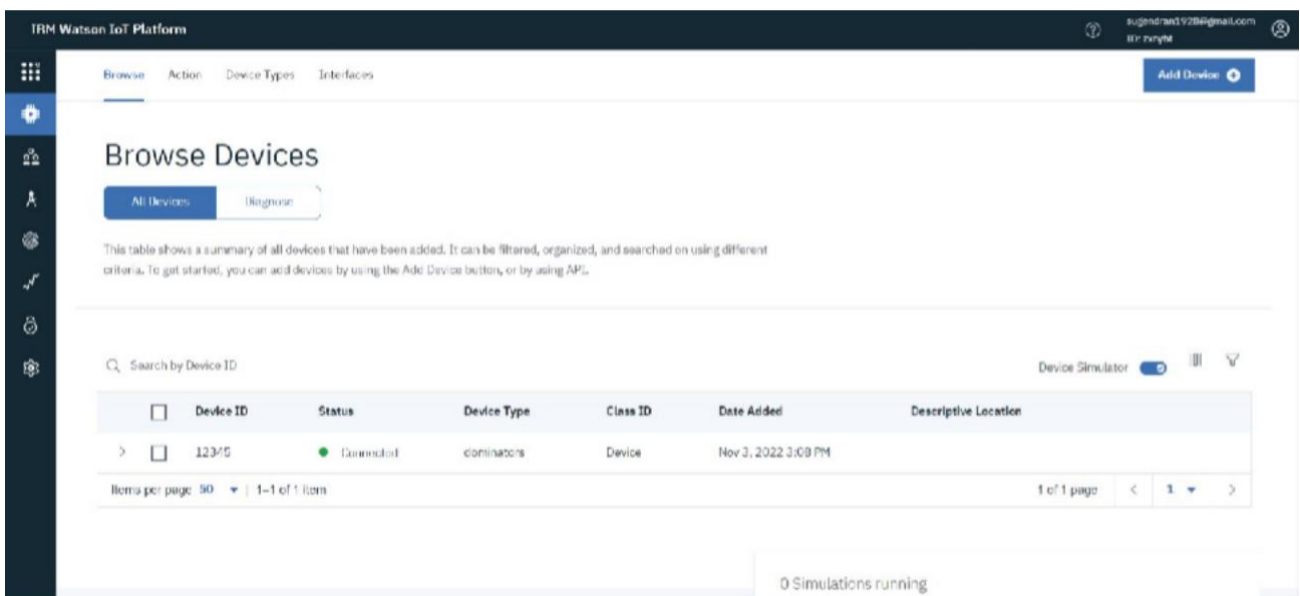 IBM Watson IoT Platform
Browse Action Device Types Interfaces
Add Device
Browse Devices
All Devices Diagnose
This table shows a summary of all devices that have been added. It can be filtered, organized, and searched on using different
criteria. To get started, you can add devices by using the Add Device button, or by using API.
Search by Device ID
Device Simulator
Device ID Status Device Type Class ID Date Added Descriptive Location
12345 Connected dominators Device Nov 3, 2022 3:08 PM
Items per page 50 | 1–1 of 1 item
1 of 1 page < 1 >
0 Simulations running